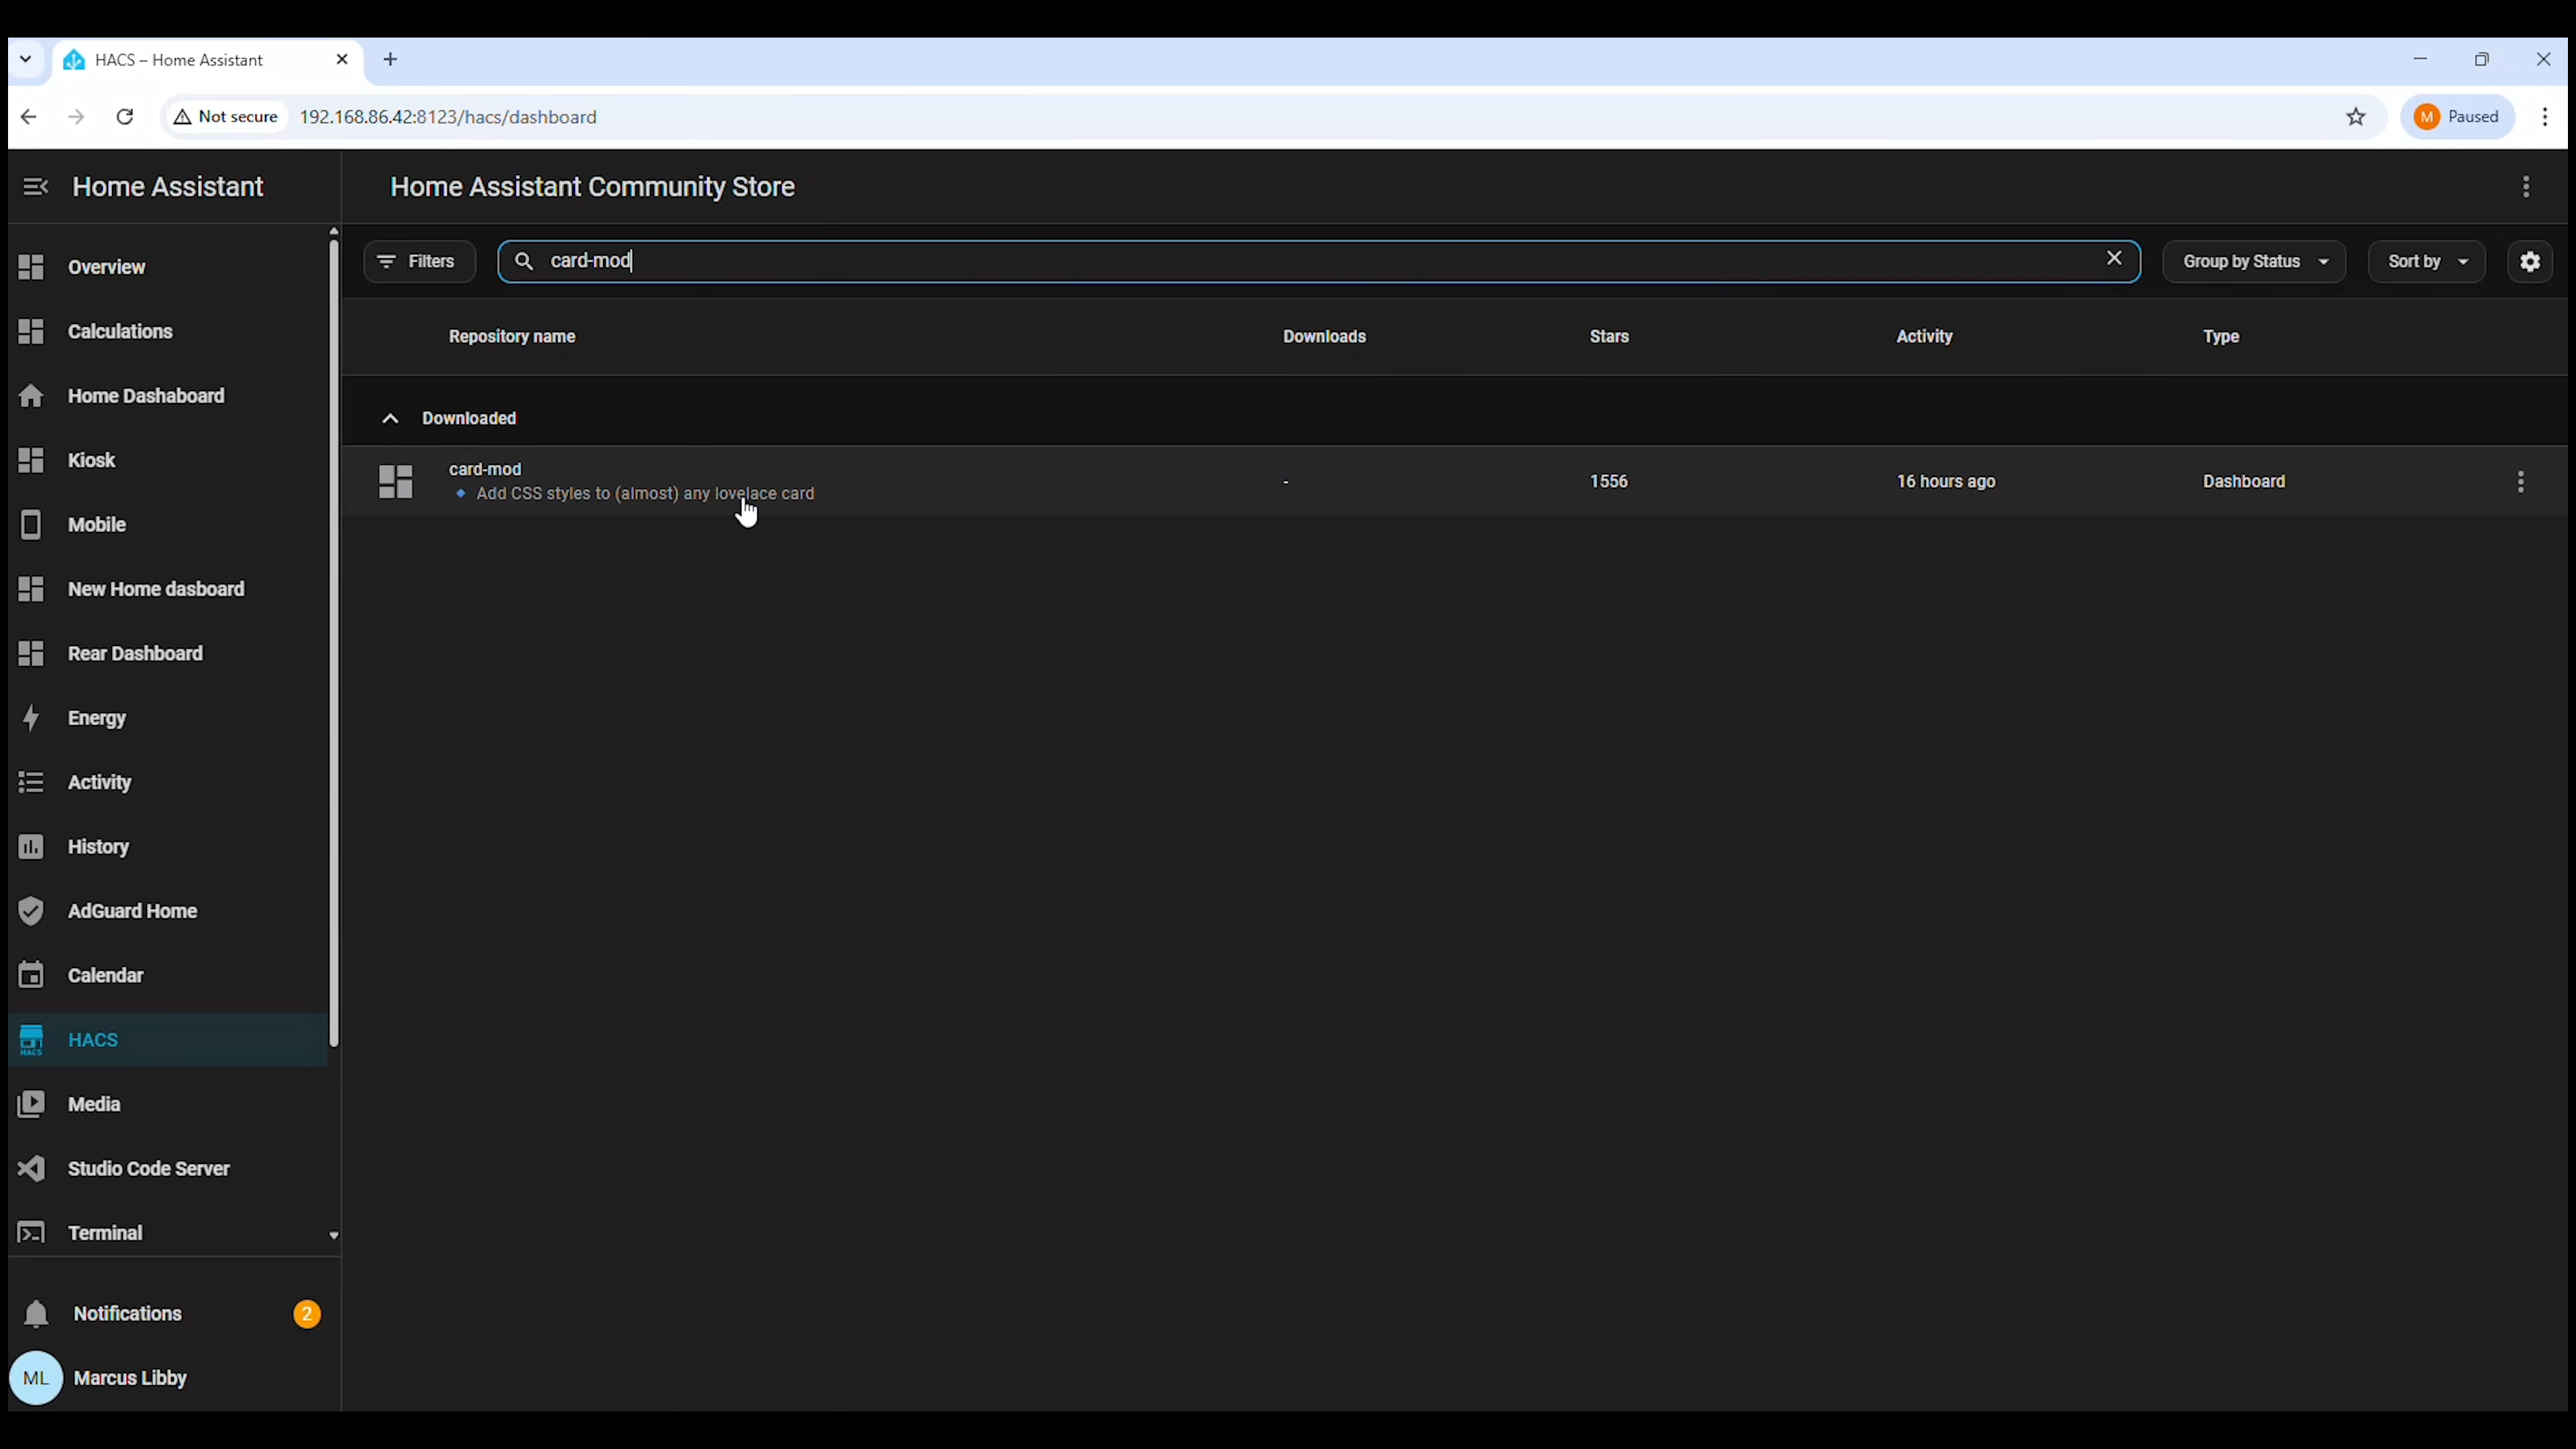 HACS – Home Assistant
Not secure 192.168.86.42:8123/hacs/dashboard
M Paused
Home Assistant
Home Assistant Community Store
Filters
card-mod
Group by Status
Sort by
Repository name Downloads Stars Activity Type
Downloaded
card-mod
Add CSS styles to (almost) any lovelace card
- 1556 16 hours ago Dashboard
Overview
Calculations
Home Dashaboard
Kiosk
Mobile
New Home dasboard
Rear Dashboard
Energy
Activity
History
AdGuard Home
Calendar
HACS HACS
Media
Studio Code Server
Terminal
Notifications 2
ML Marcus Libby